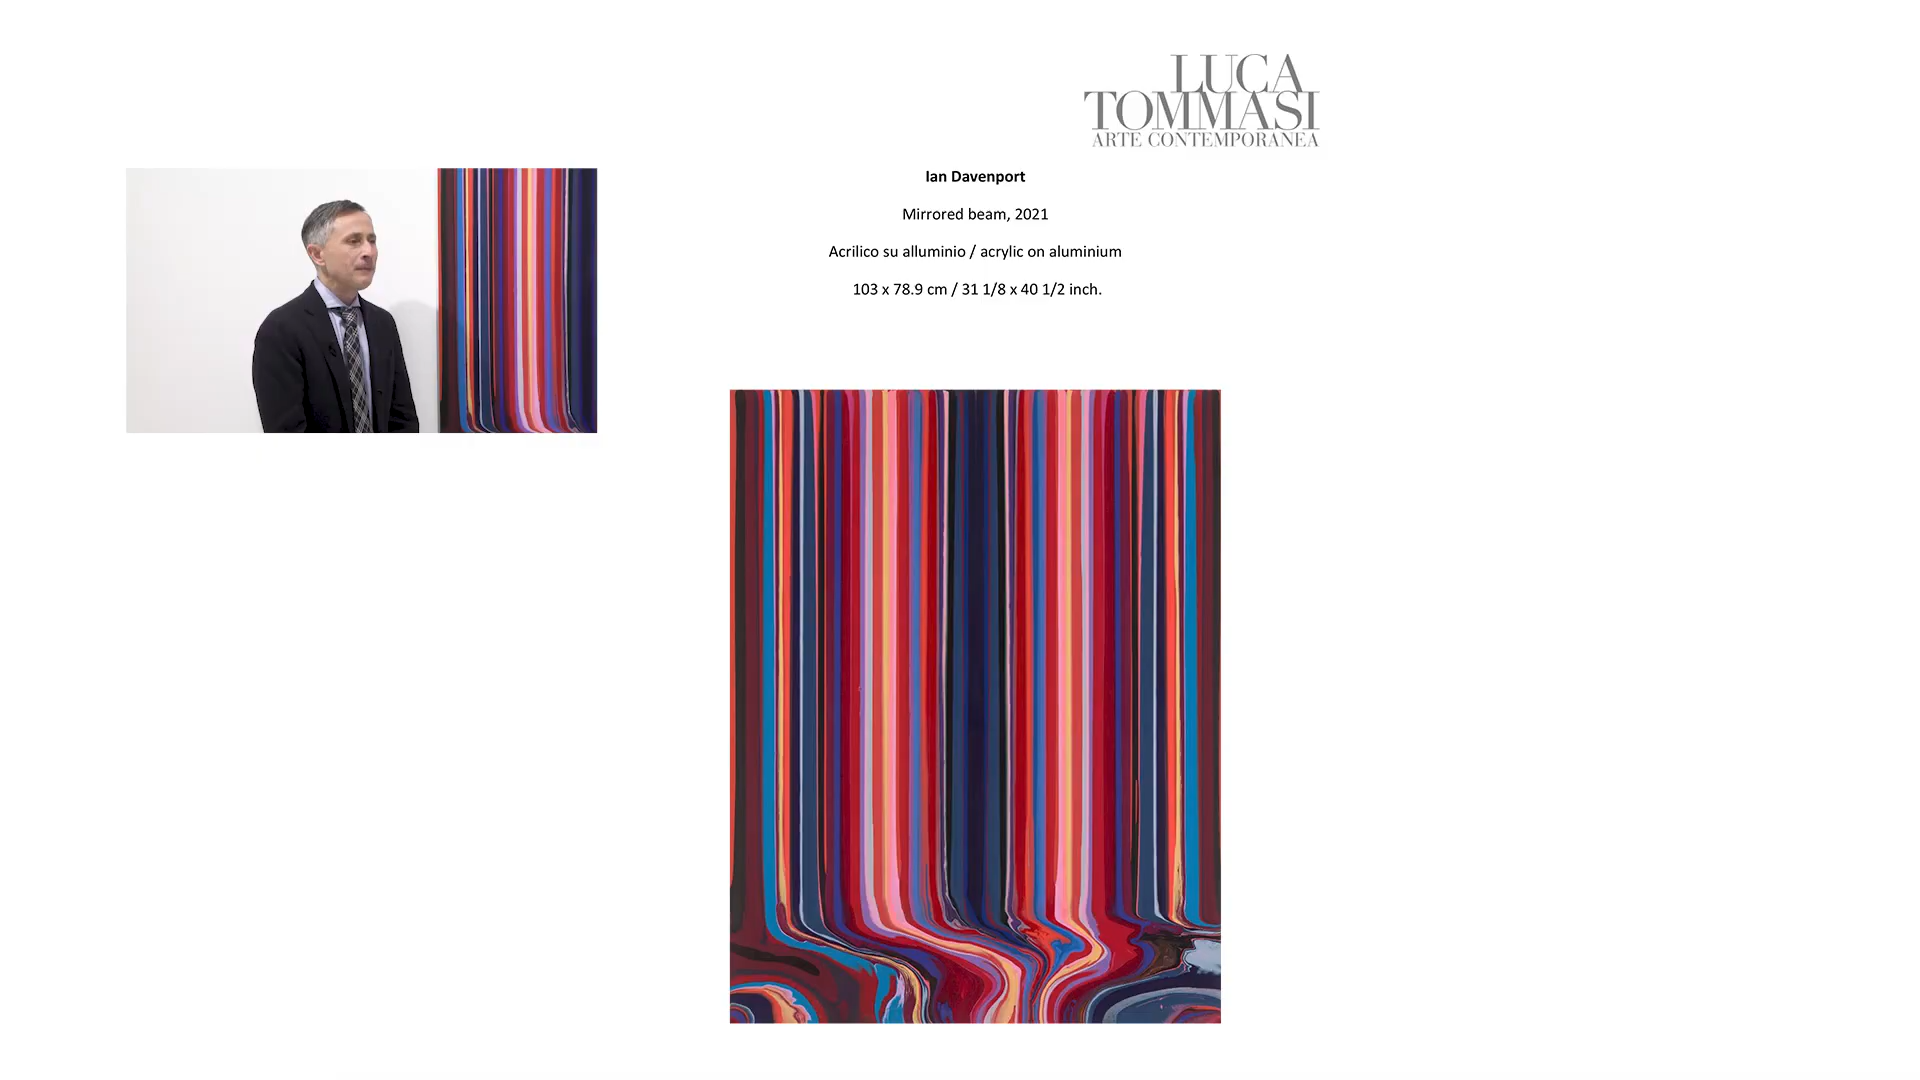 LUCA
TOMMASI
ARTE CONTEMPORANEA
Ian Davenport
Mirrored beam, 2021
Acrilico su alluminio / acrylic on aluminium
103 x 78.9 cm / 31 1/8 x 40 1/2 inch.